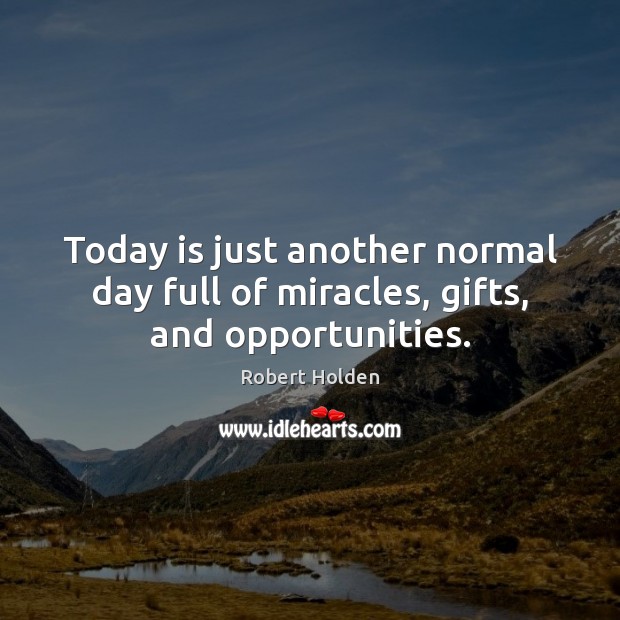 Today is just another normal
day full of miracles, gifts,
and opportunities.
Robert Holden
www.idlehearts.com